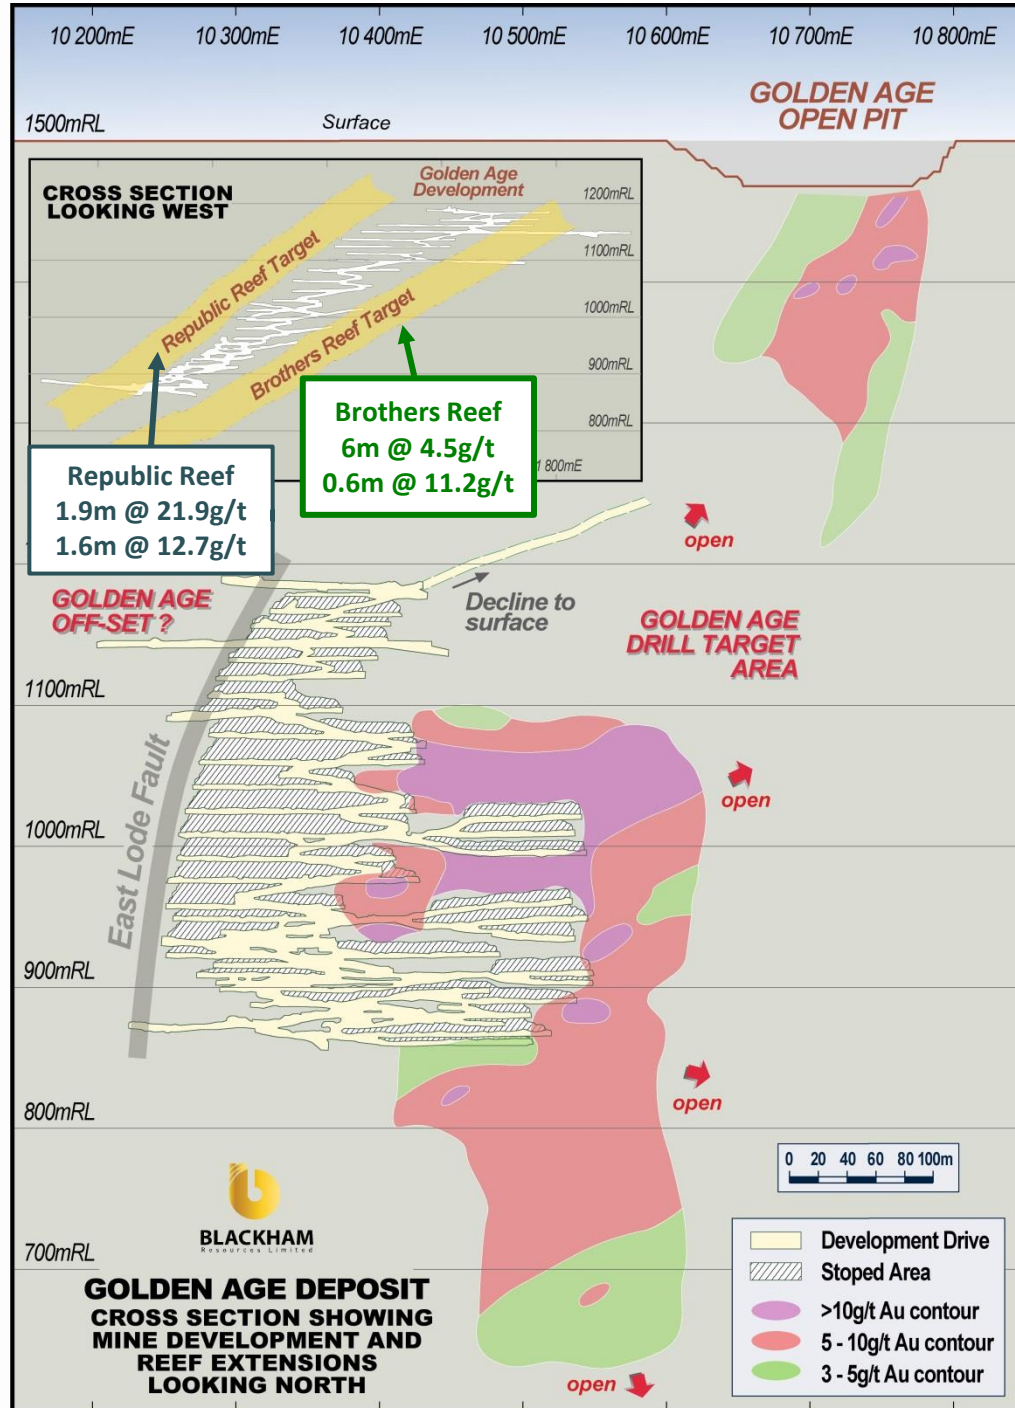 10 200mE 10 300mE 10 400mE 10 500mE 10 600mE 10 700mE 10 800mE
GOLDEN AGE
OPEN PIT
1500mRL
Surface
CROSS SECTION
LOOKING WEST
Golden Age
Development
1200mRL
1100mRL
1000mRL
900mRL
800mRL
Republic Reef Target
Brothers Reef Target
Brothers Reef
6m @ 4.5g/t
0.6m @ 11.2g/t
800mE
Republic Reef
1.9m @ 21.9g/t
1.6m @ 12.7g/t
open
GOLDEN AGE
OFF-SET ?
Decline to
surface
GOLDEN AGE
DRILL TARGET
AREA
1100mRL
East Lode Fault
open
1000mRL
900mRL
open
800mRL
0 20 40 60 80 100m
BLACKHAM
Resources Limited
700mRL
GOLDEN AGE DEPOSIT
CROSS SECTION SHOWING
MINE DEVELOPMENT AND
REEF EXTENSIONS
LOOKING NORTH
Development Drive
Stoped Area
>10g/t Au contour
5 - 10g/t Au contour
3 - 5g/t Au contour
open